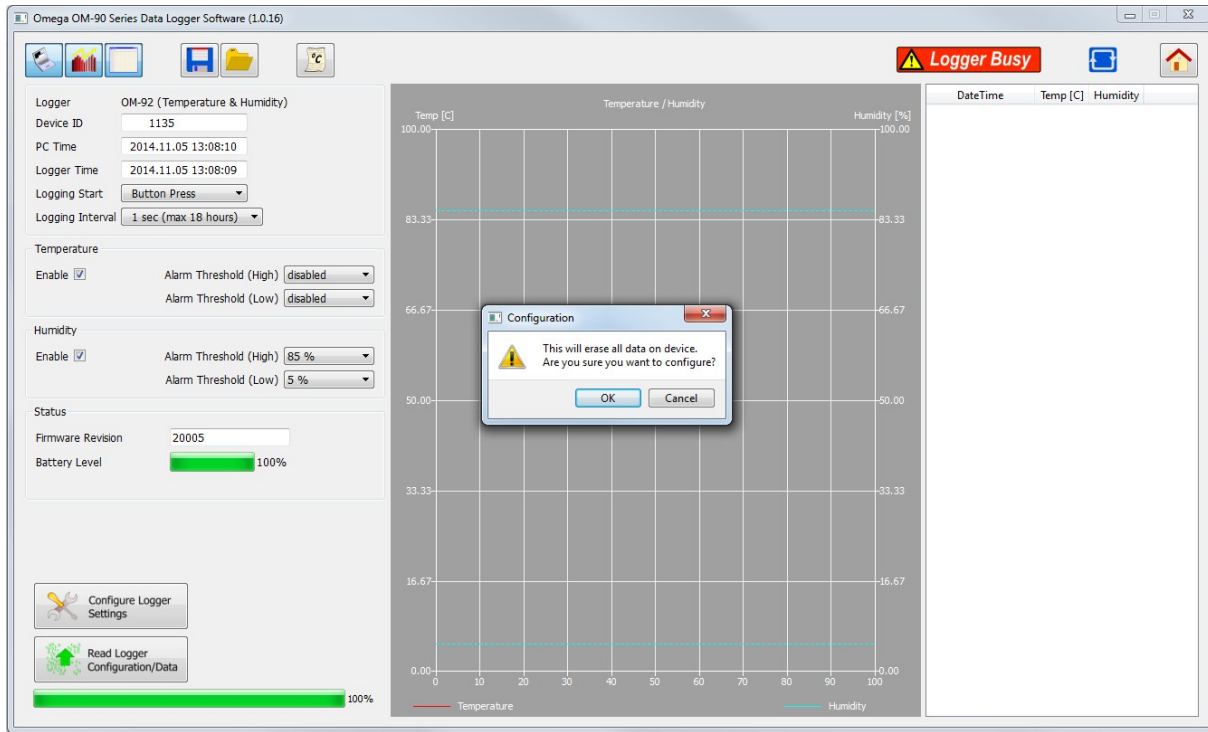 Omega OM-90 Series Data Logger Software (1.0.16)
°C
Logger Busy
Logger OM-92 (Temperature & Humidity)
Device ID 1135
PC Time 2014.11.05 13:08:10
Logger Time 2014.11.05 13:08:09
Logging Start Button Press
Logging Interval 1 sec (max 18 hours)
Temperature
Enable Alarm Threshold (High) disabled
Alarm Threshold (Low) disabled
Humidity
Enable Alarm Threshold (High) 85 %
Alarm Threshold (Low) 5 %
Status
Firmware Revision 20005
Battery Level 100%
Configure Logger
Settings
Read Logger
Configuration/Data
100%
Temperature / Humidity
Temp [C] Humidity [%]
100.00 100.00
83.33 83.33
66.67 66.67
50.00 50.00
33.33 33.33
16.67 16.67
0.00 0.00
0 10 20 30 40 50 60 70 80 90 100
Temperature Humidity
Configuration
This will erase all data on device.
Are you sure you want to configure?
OK Cancel
DateTime Temp [C] Humidity